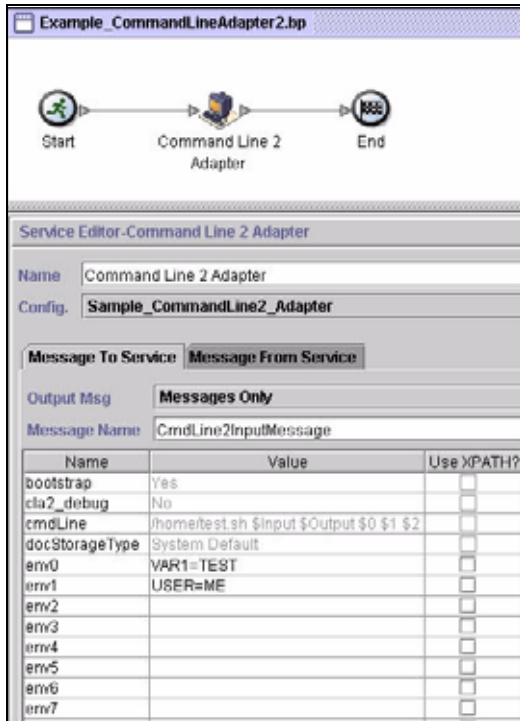 Example_CommandLineAdapter2.bp
Start
Command Line 2 Adapter
End
Service Editor-Command Line 2 Adapter
Name Command Line 2 Adapter
Config. Sample_CommandLine2_Adapter
Message To Service Message From Service
Output Msg Messages Only
Message Name CmdLine2InputMessage
Name Value Use XPATH?
bootstrap Yes
cla2_debug No
cmdLine /home/test.sh $Input $Output $0 $1 $2
docStorageType System Default
env0 VAR1=TEST
env1 USER=ME
env2
env3
env4
env5
env6
env7